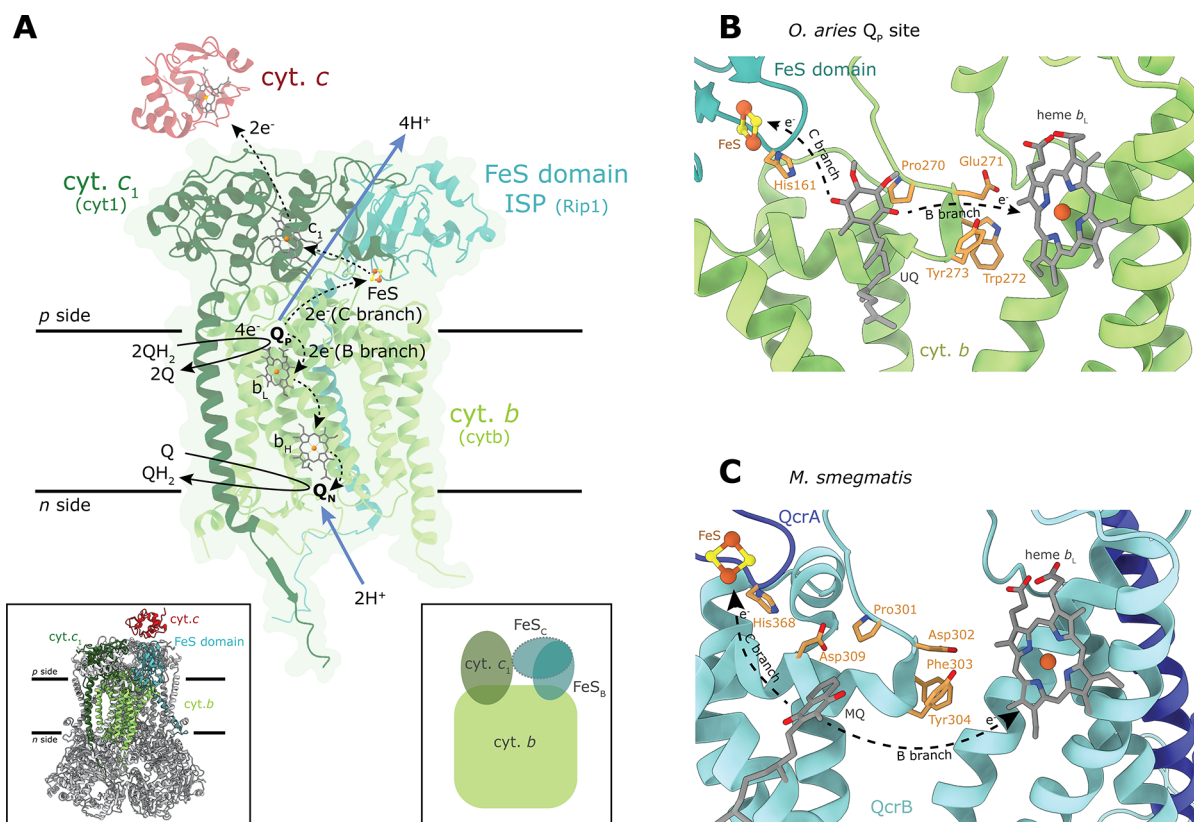 A
cyt. c
2e-
4H+
cyt. c1
(cyt1)
FeS domain
ISP (Rip1)
c1
FeS
p side
4e-
QP
2e-(C branch)
2e-(B branch)
2QH2
2Q
bL
bH
cyt. b
(cytb)
Q
QH2
QN
n side
2H+
cyt.c
cyt.c1
FeS domain
p side
cyt.b
n side
FeSC
cyt. c1
FeSB
cyt. b
B
O. aries QP site
FeS domain
e-
C branch
FeS
His161
Pro270
Glu271
heme bL
e-
B branch
Tyr273
Trp272
UQ
cyt. b
C
M. smegmatis
QcrA
FeS
e-
His368
C branch
Asp309
Pro301
Asp302
Phe303
Tyr304
heme bL
MQ
e-
B branch
QcrB